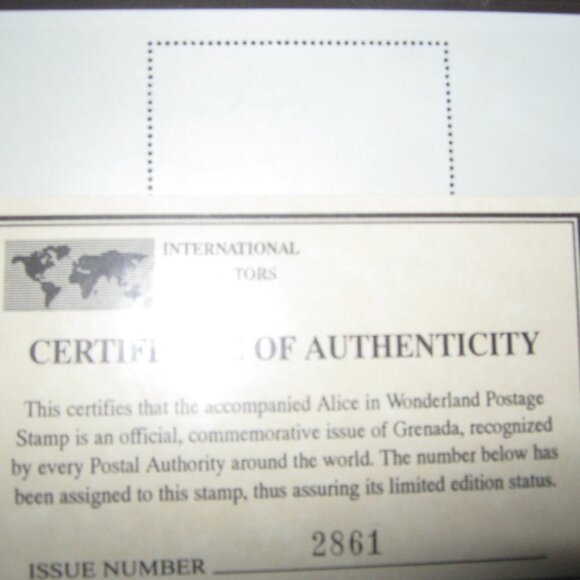 INTERNATIONAL
TORS
CERTIFI E OF AUTHENTICITY
This certifies that the accompanied Alice in Wonderland Postage
Stamp is an official, commemorative issue of Grenada, recognized
by every Postal Authority around the world. The number below has
been assigned to this stamp, thus assuring its limited edition status.
2861
ISSUE NUMBER